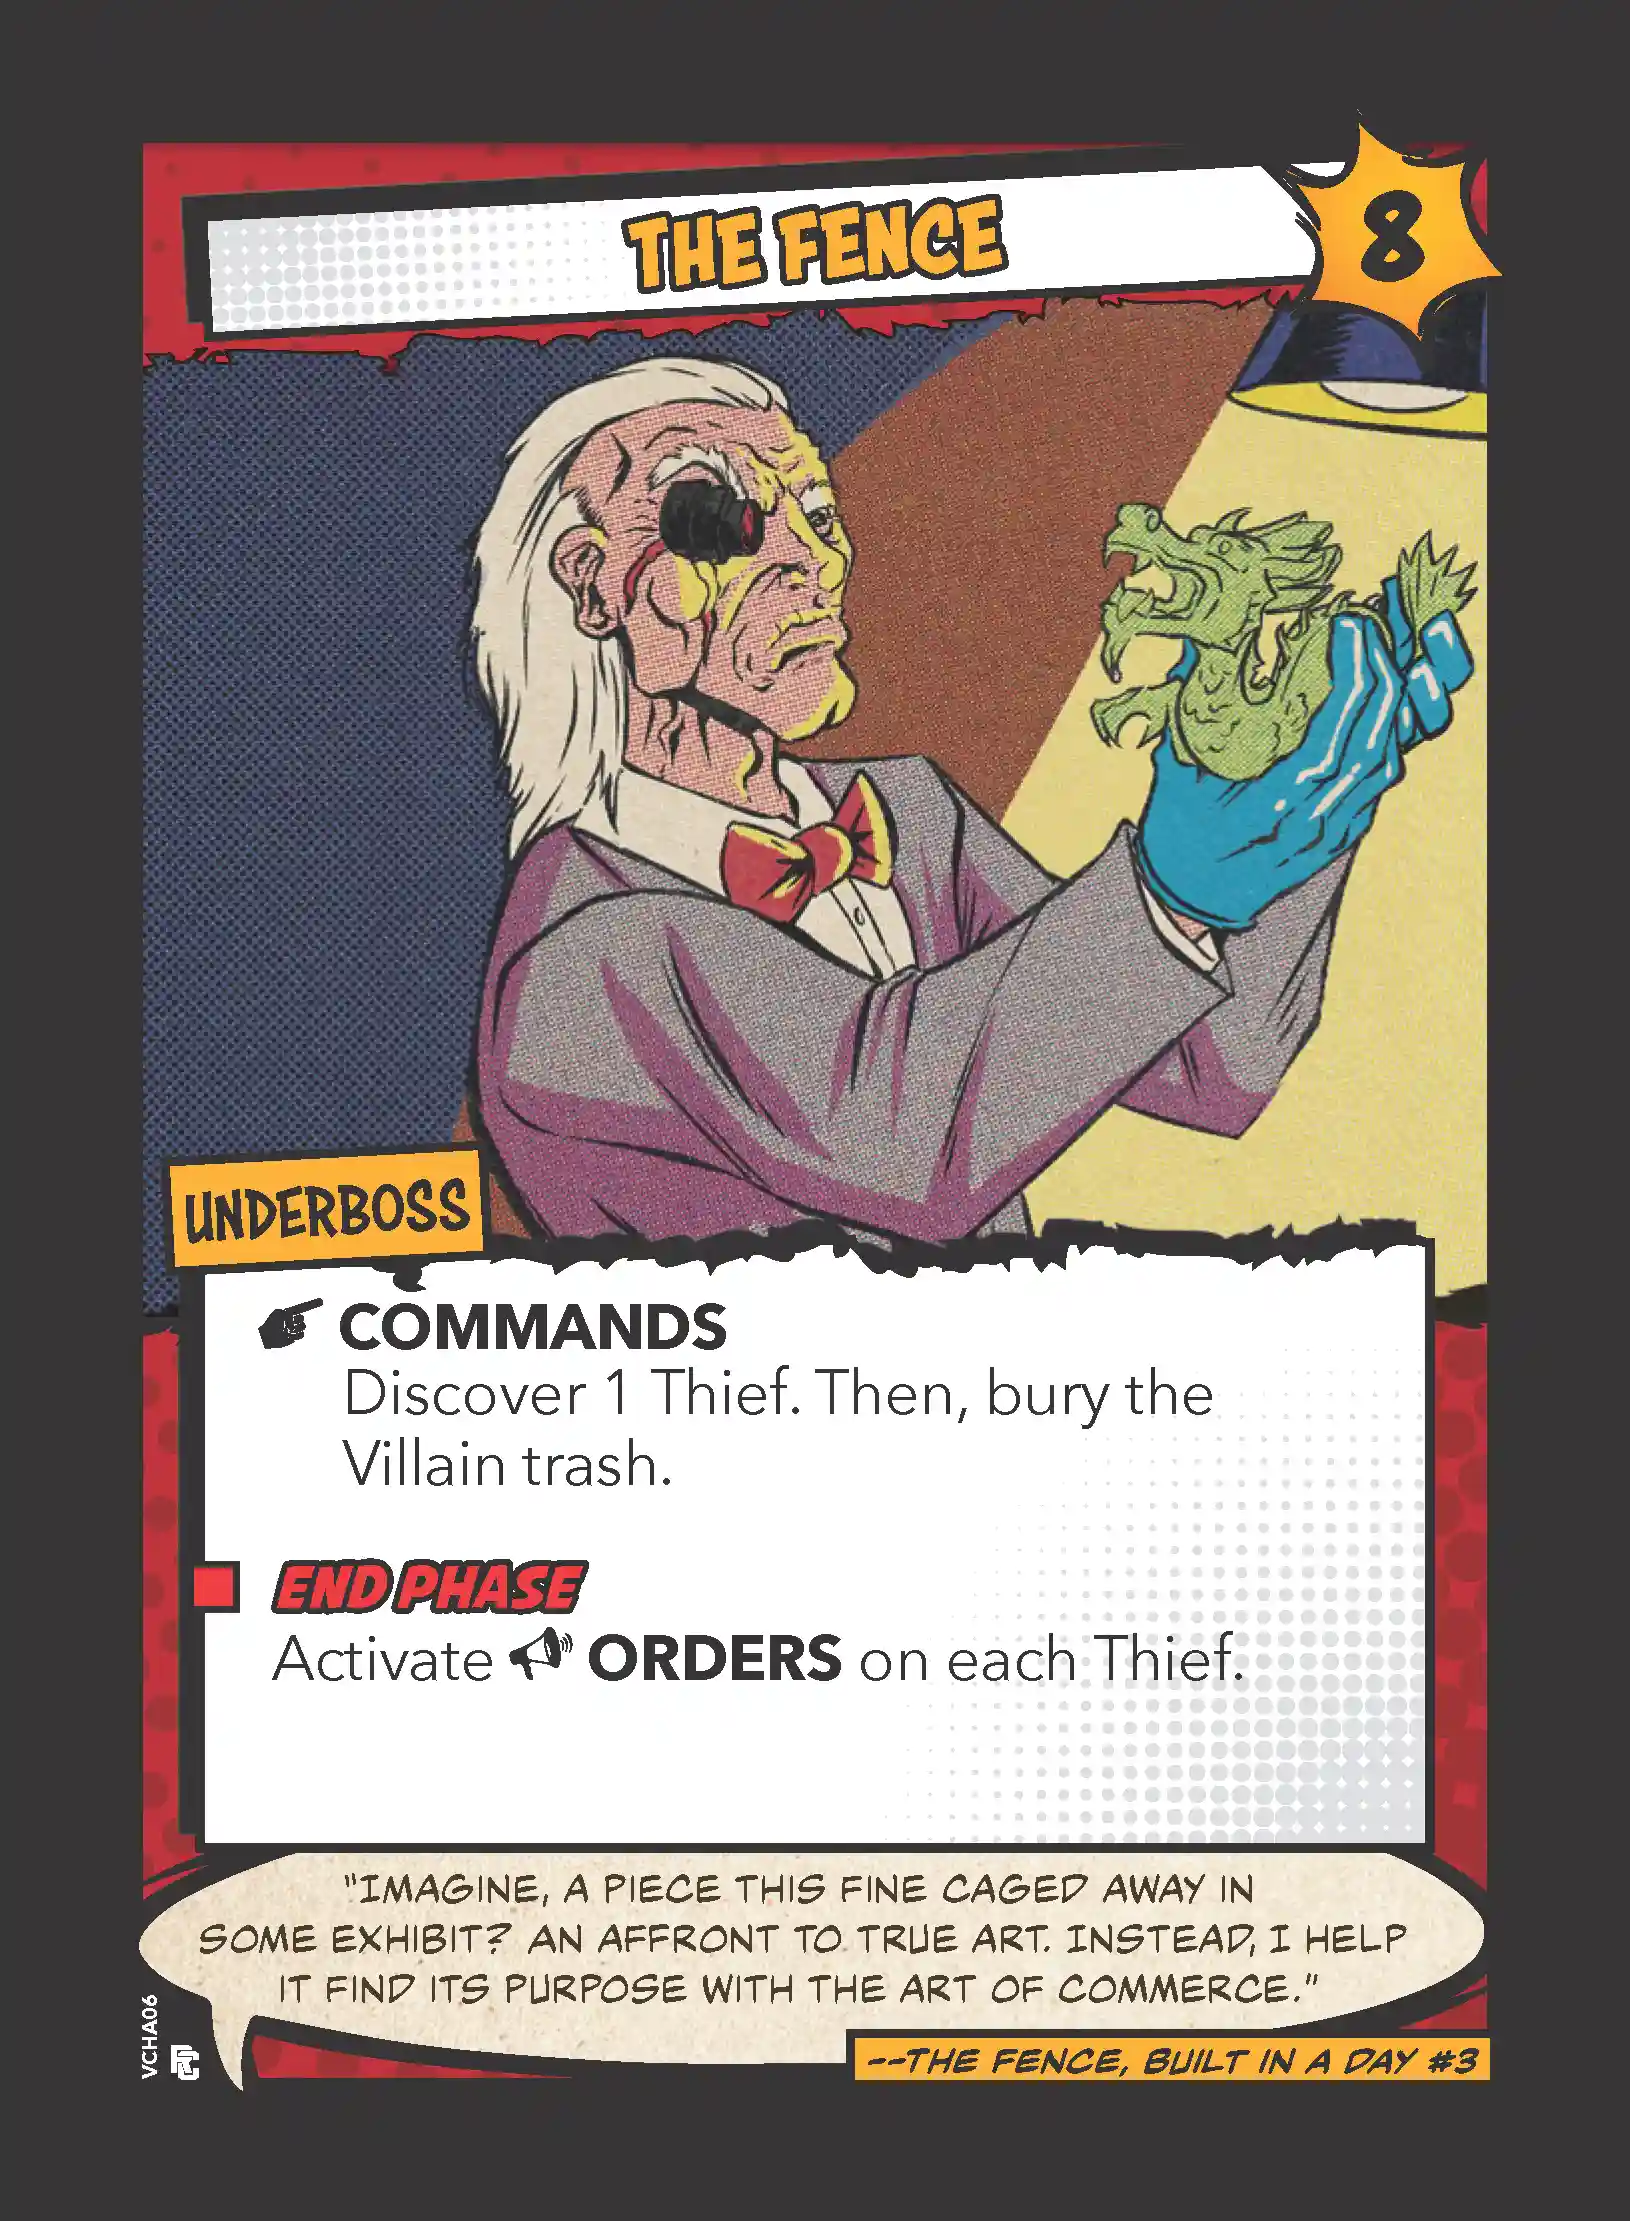 THE FENCE
8
UNDERBOSS
COMMANDS
Discover 1 Thief. Then, bury the
Villain trash.
END PHASE
Activate ORDERS on each Thief.
"IMAGINE, A PIECE THIS FINE CAGED AWAY IN
SOME EXHIBIT? AN AFFRONT TO TRUE ART. INSTEAD, I HELP
IT FIND ITS PURPOSE WITH THE ART OF COMMERCE."
--THE FENCE, BUILT IN A DAY #3
VCHA06